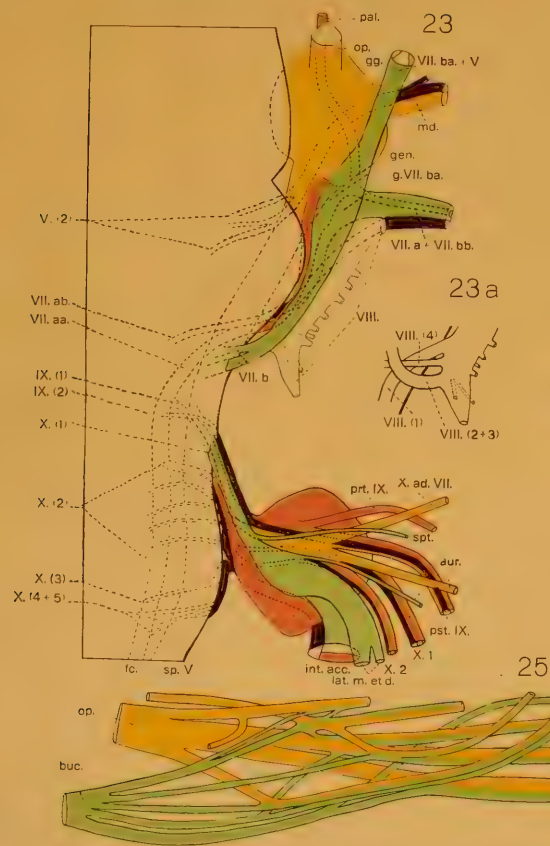 pal.
23
op.
gg.
VII. ba. + V
md.
gen.
g. VII. ba.
V. (2)
VII. a + VII bb.
23 a
VII. ab.
VIII.
VII. aa.
VIII. (4)
IX. (1)
VII. b
IX. (2)
VIII. (2+3)
X. (1)
VIII. (1)
prt. IX.
X. ad. VII.
X. (2)
spt.
aur.
X. (3)
pst. IX.
X. (4 + 5)
X. 1
X. 2
fc.
sp. V
int. acc.
lat. m. et d.
25
op.
buc.